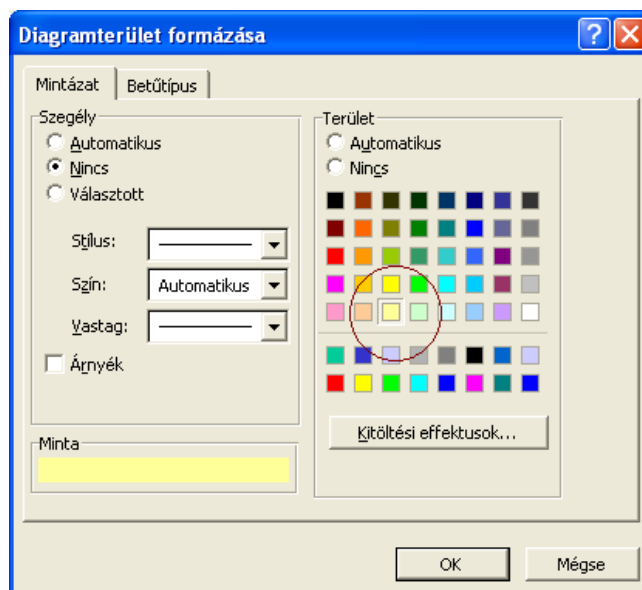 Diagramterület formázása
Mintázat
Betűtípus
Szegély
Automatikus
Nincs
Választott
Stílus:
Szín:
Automatikus
Vastag:
Árnyék
Minta
Terület
Automatikus
Nincs
Kitöltési effektusok...
OK
Mégse